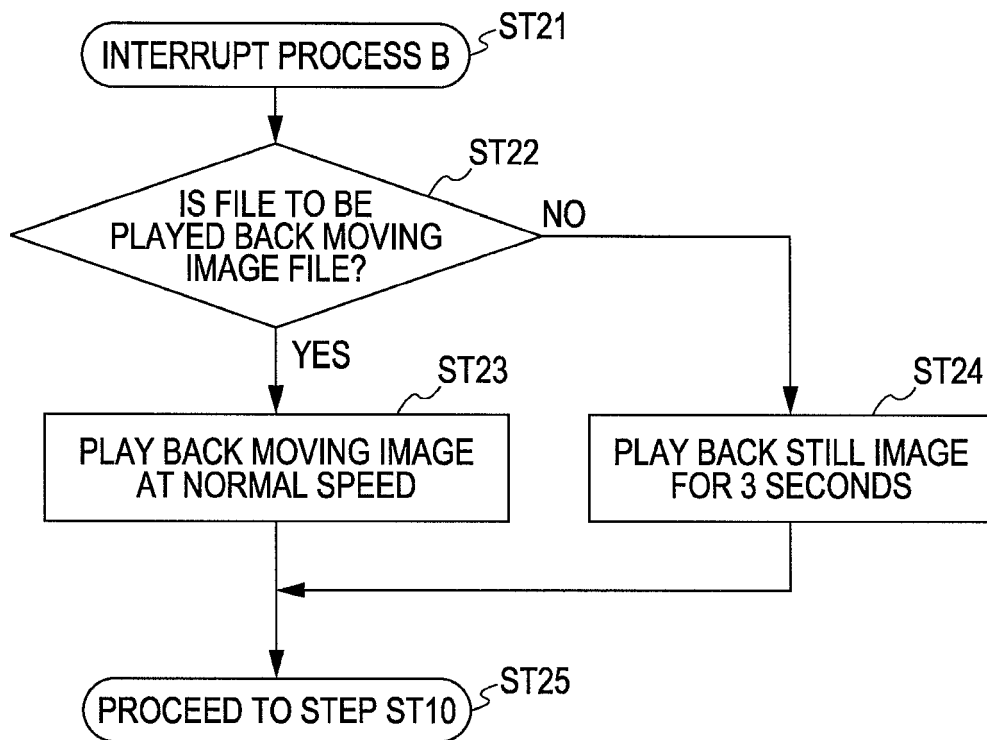 INTERRUPT PROCESS B
ST21
ST22
IS FILE TO BE
PLAYED BACK MOVING
IMAGE FILE?
NO
YES
ST23
PLAY BACK MOVING IMAGE
AT NORMAL SPEED
ST24
PLAY BACK STILL IMAGE
FOR 3 SECONDS
PROCEED TO STEP ST10
ST25